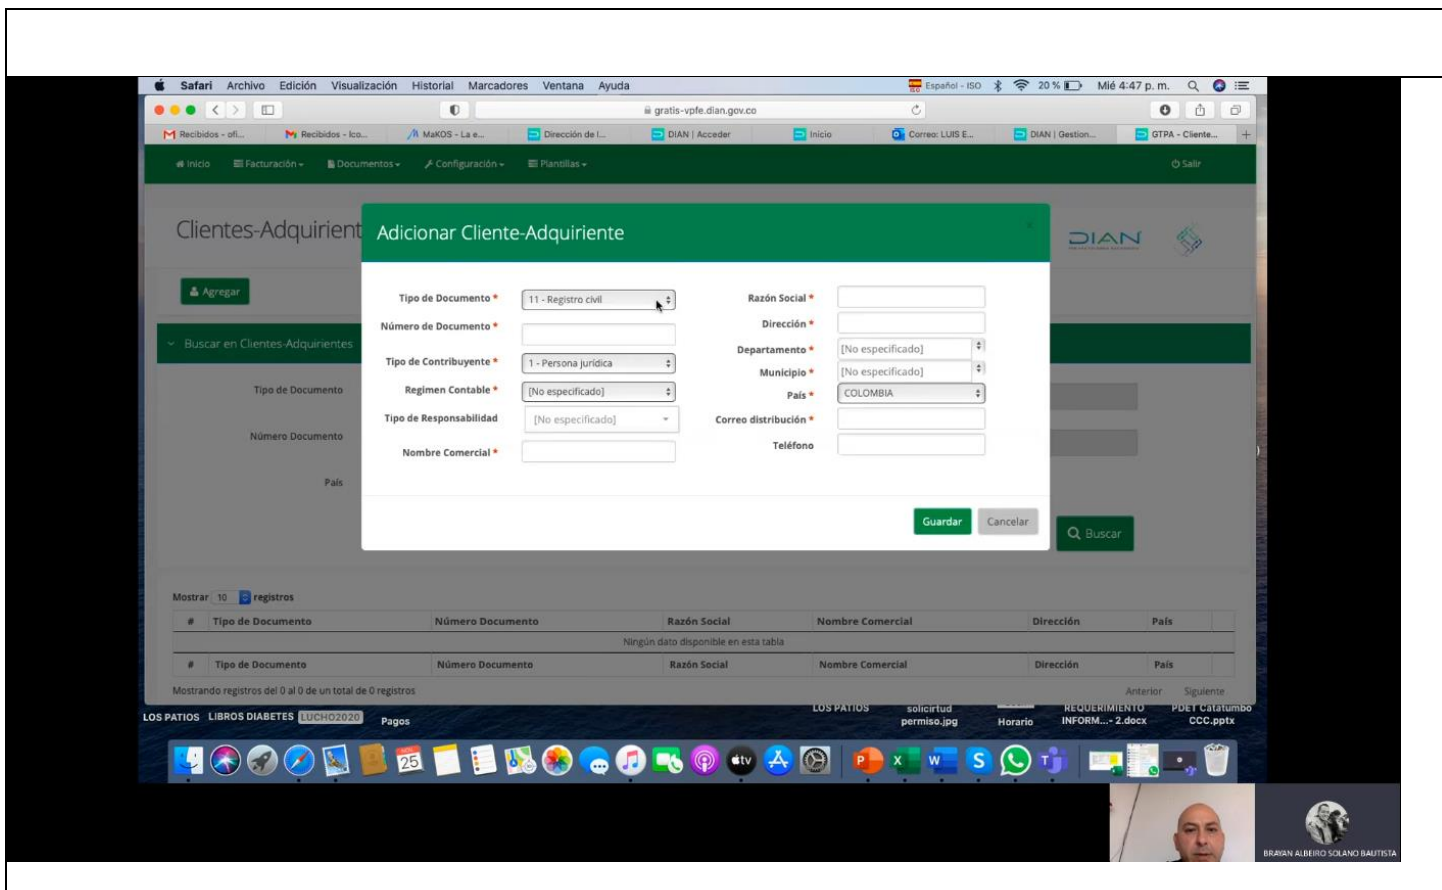 Safari Archivo Edición Visualización Historial Marcadores Ventana Ayuda Español - ISO 20 % Mié 4:47 p. m.
gratis-vpfe.dian.gov.co
Recibidos - ofi... Recibidos - Ico... MaKOS - La e... Dirección de I... DIAN | Acceder Inicio Correo: LUIS E... DIAN | Gestion... GTPA - Cliente...
Inicio Facturación Documentos Configuración Plantillas Salir
Clientes-Adquirient
Adicionar Cliente-Adquiriente
DIAN
Agregar
Tipo de Documento * 11 - Registro civil
Razón Social *
Número de Documento *
Dirección *
Tipo de Contribuyente * 1 - Persona jurídica
Departamento * [No especificado]
Municipio * [No especificado]
Regimen Contable * [No especificado]
País * COLOMBIA
Tipo de Responsabilidad [No especificado]
Correo distribución *
Nombre Comercial *
Teléfono
Guardar Cancelar
Buscar en Clientes-Adquirientes
Tipo de Documento
Número Documento
País
Buscar
Mostrar 10 registros
# Tipo de Documento Número Documento Razón Social Nombre Comercial Dirección País
Ningún dato disponible en esta tabla
# Tipo de Documento Número Documento Razón Social Nombre Comercial Dirección País
Mostrando registros del 0 al 0 de un total de 0 registros
Anterior Siguiente
LOS PATIOS LIBROS DIABETES LUCHO2020 Pagos
LOS PATIOS
solicirtud
permiso.jpg
Horario
REQUERIMIENTO
INFORM...- 2.docx
PDET Catatumbo
CCC.pptx
NOV
25
tv
BRAYAN ALBEIRO SOLANO BAUTISTA